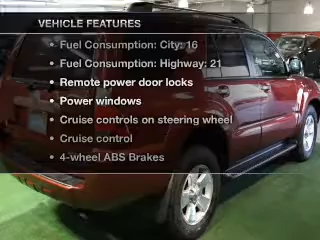 VEHICLE FEATURES
• Fuel Consumption: City: 16
• Fuel Consumption: Highway: 21
• Remote power door locks
• Power windows
• Cruise controls on steering wheel
• Cruise control
• 4-wheel ABS Brakes